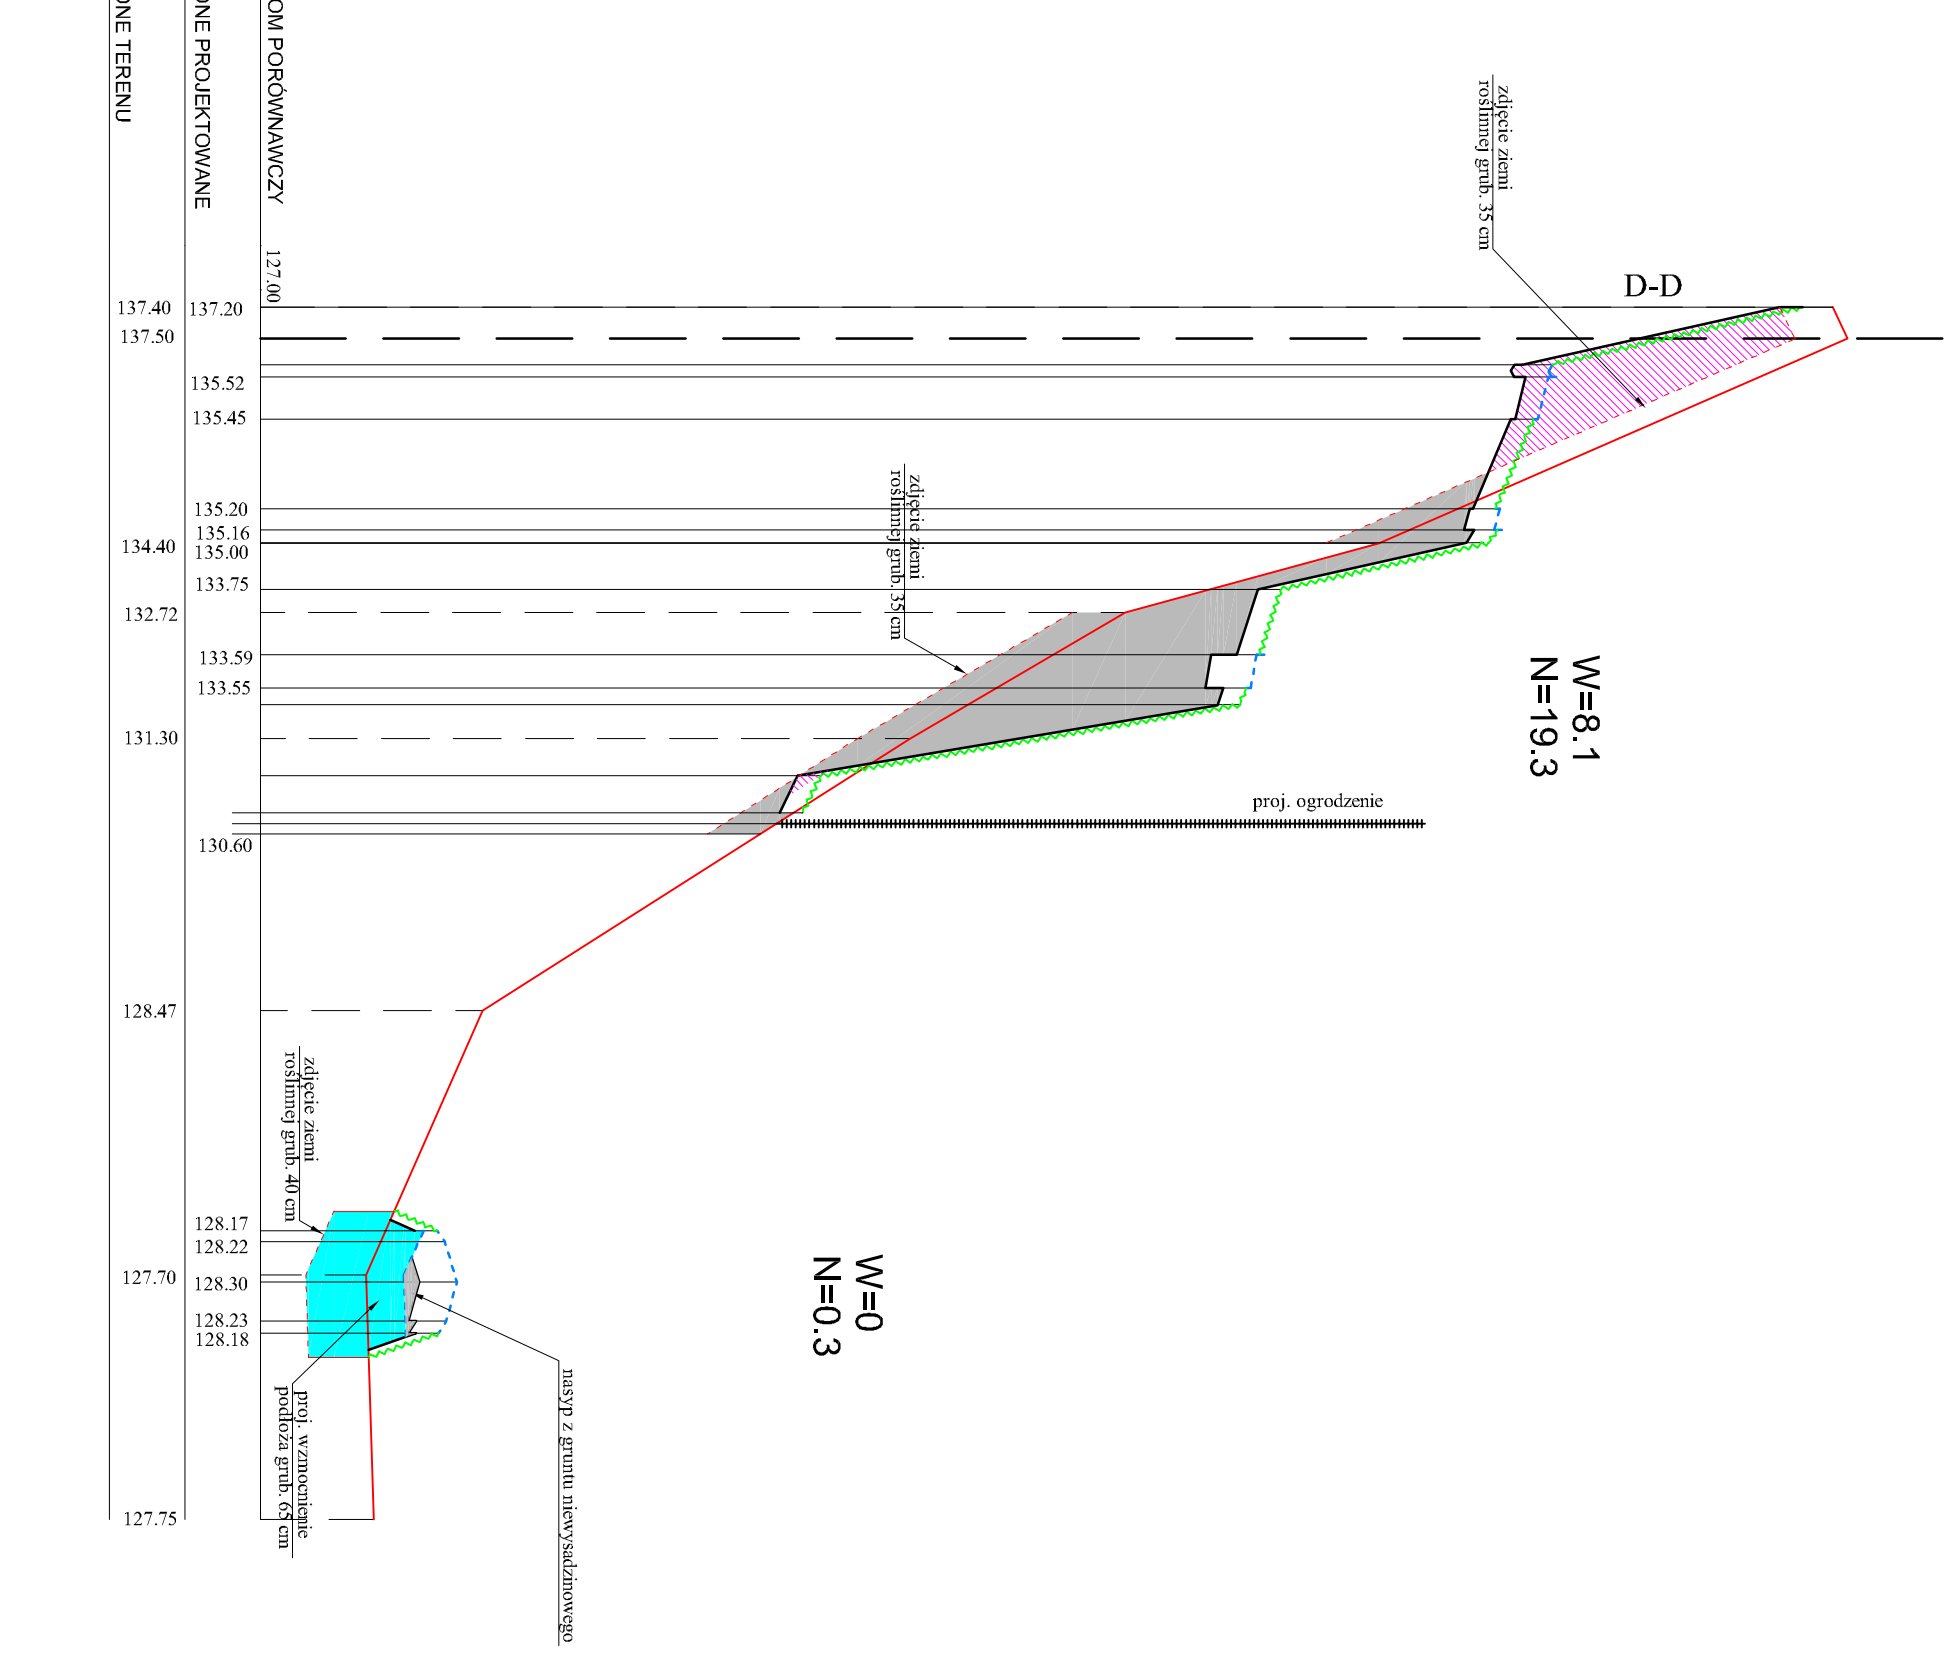 D-D
zdjęcie ziemi
roślinnej grub. 35 cm
zdjęcie ziemi
roślinnej grub. 35 cm
W=8.1
N=19.3
proj. ogrodzenie
W=0
N=0.3
zdjęcie ziemi
roślinnej grub. 40 cm
nasyp z gruntu niewysadzinowego
proj. wzmocnienie
podłoża grub. 65 cm
OM PORÓWNAWCZY
127.00
NE PROJEKTOWANE
137.20
135.52
135.45
135.20
135.16
135.00
133.75
133.59
133.55
130.60
128.17
128.22
128.30
128.23
128.18
NE TERENU
137.40
137.50
134.40
132.72
131.30
128.47
127.70
127.75